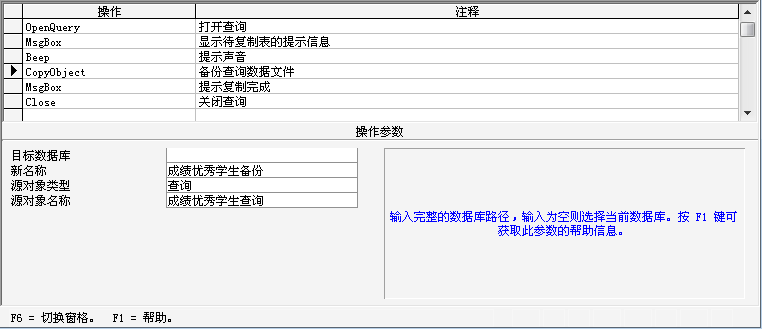 操作 注释
OpenQuery 打开查询
MsgBox 显示待复制表的提示信息
Beep 提示声音
CopyObject 备份查询数据文件
MsgBox 提示复制完成
Close 关闭查询
操作参数
目标数据库
新名称 成绩优秀学生备份
源对象类型 查询
源对象名称 成绩优秀学生查询
输入完整的数据库路径，输入为空则选择当前数据库。按 F1 键可
获取此参数的帮助信息。
F6 = 切换窗格。 F1 = 帮助。